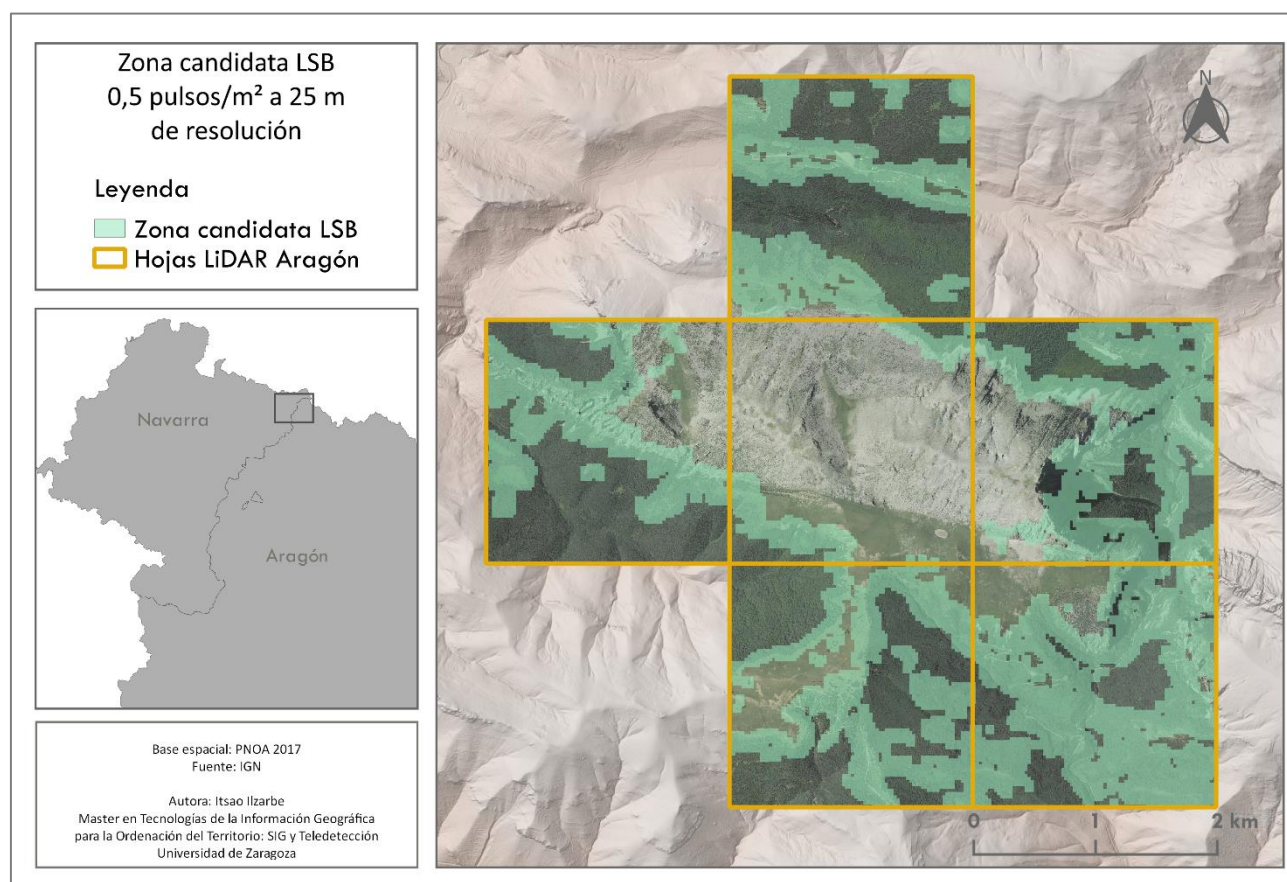 Zona candidata LSB
0,5 pulsos/m² a 25 m
de resolución
Leyenda
Zona candidata LSB
Hojas LiDAR Aragón
Navarra
Aragón
Base espacial: PNOA 2017
Fuente: IGN
Autora: Itsao Ilzarbe
Master en Tecnologías de la Información Geográfica
para la Ordenación del Territorio: SIG y Teledetección
Universidad de Zaragoza
N
0 1 2 km